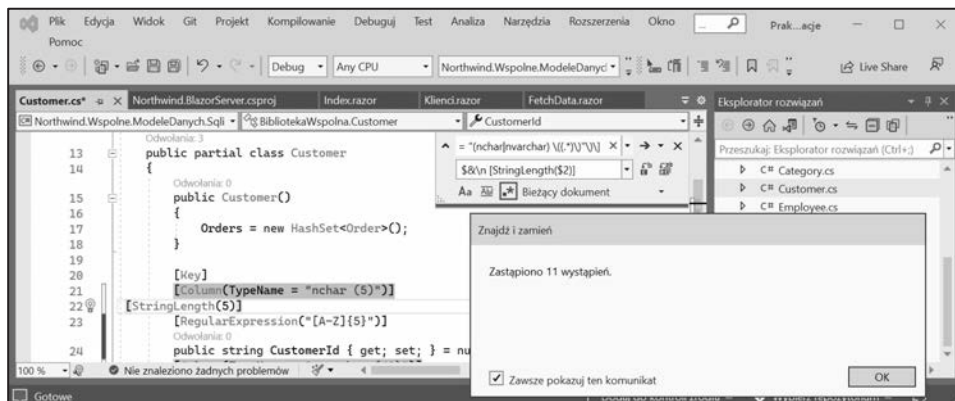 Plik Edycja Widok Git Projekt Kompilowanie Debuguj Test Analiza Narzędzia Rozszerzenia Okno ... Prak...acje
Pomoc
Debug Any CPU Northwind.Wspolne.ModeleDanych Live Share
Customer.cs* Northwind.BlazorServer.csproj Index.razor Klienci.razor FetchData.razor Eksplorator rozwiązań
Northwind.Wspolne.ModeleDanych.Sqli BibliotekaWspolna.Customer CustomerId
Odwołania: 3
13 public partial class Customer = "(nchar|nvarchar) \((.*)\)"\)\]
Przeszukaj: Eksplorator rozwiązań (Ctrl+;)
14 { $&\n [StringLength($2)]
C# Category.cs
Odwołania: 0
Aa Bieżący dokument
C# Customer.cs
15 public Customer()
C# Employee.cs
16 {
17 Orders = new HashSet<Order>();
Znajdź i zamień
18 }
19
Zastąpiono 11 wystąpień.
20 [Key]
21 [Column(TypeName = "nchar (5)")]
22 [StringLength(5)]
23 [RegularExpression("[A-Z]{5}")]
Odwołania: 0
24 public string CustomerId { get; set; } = nu
100 % Nie znaleziono żadnych problemów
Zawsze pokazuj ten komunikat OK
Gotowe